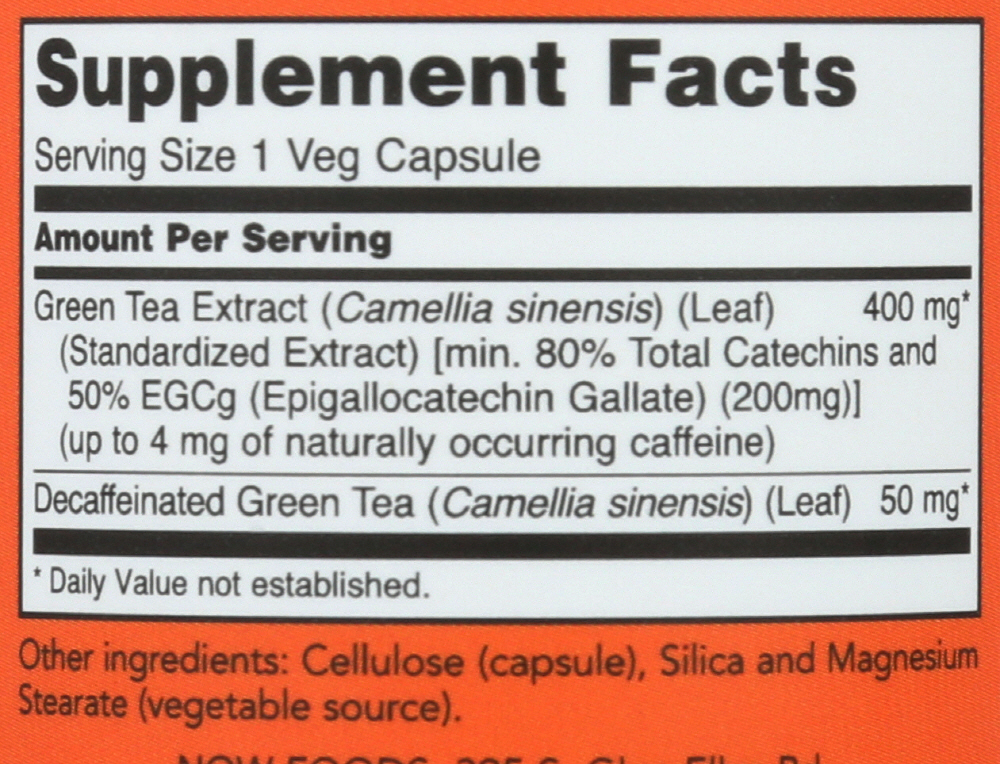 Supplement Facts
Serving Size 1 Veg Capsule
Amount Per Serving
Green Tea Extract (Camellia sinensis) (Leaf) 400 mg*
(Standardized Extract) [min. 80% Total Catechins and
50% EGCg (Epigallocatechin Gallate) (200mg)]
(up to 4 mg of naturally occurring caffeine)
Decaffeinated Green Tea (Camellia sinensis) (Leaf) 50 mg*
* Daily Value not established.
Other ingredients: Cellulose (capsule), Silica and Magnesium
Stearate (vegetable source).
NOW FOODS, 395 S.